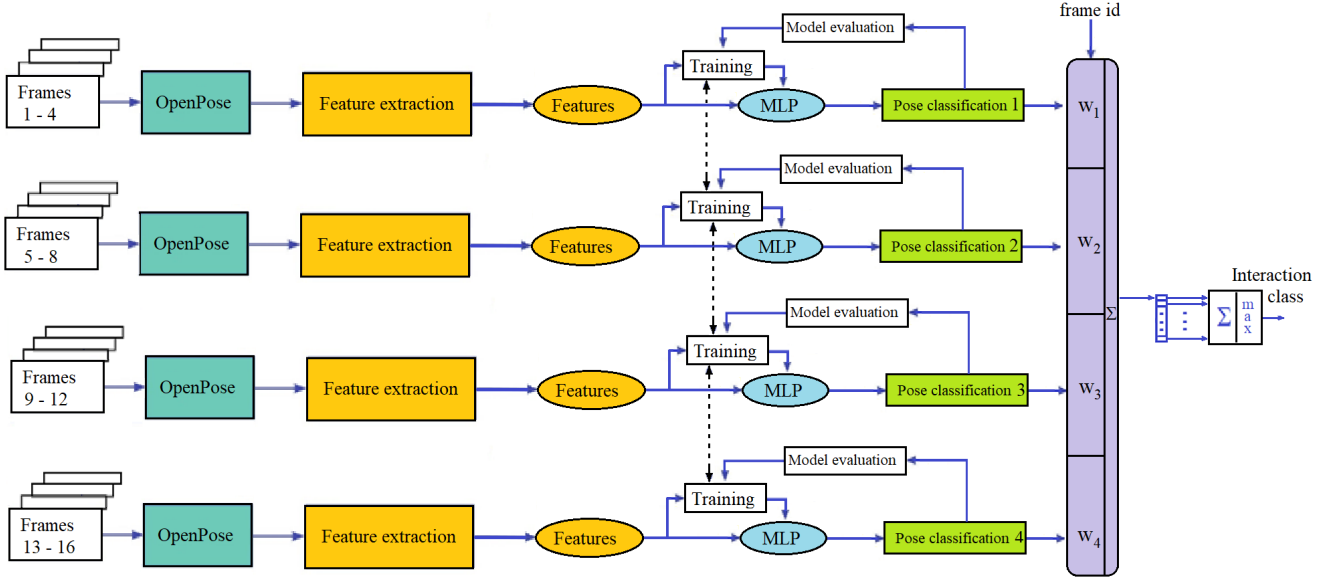 frame id
Model evaluation
Frames
1 - 4
OpenPose
Feature extraction
Features
Training
MLP
Pose classification 1
w1
Model evaluation
Frames
5 - 8
OpenPose
Feature extraction
Features
Training
MLP
Pose classification 2
w2
Interaction
class
Σ
Σ
m
a
x
Model evaluation
Frames
9 - 12
OpenPose
Feature extraction
Features
Training
MLP
Pose classification 3
w3
Model evaluation
Frames
13 - 16
OpenPose
Feature extraction
Features
Training
MLP
Pose classification 4
w4